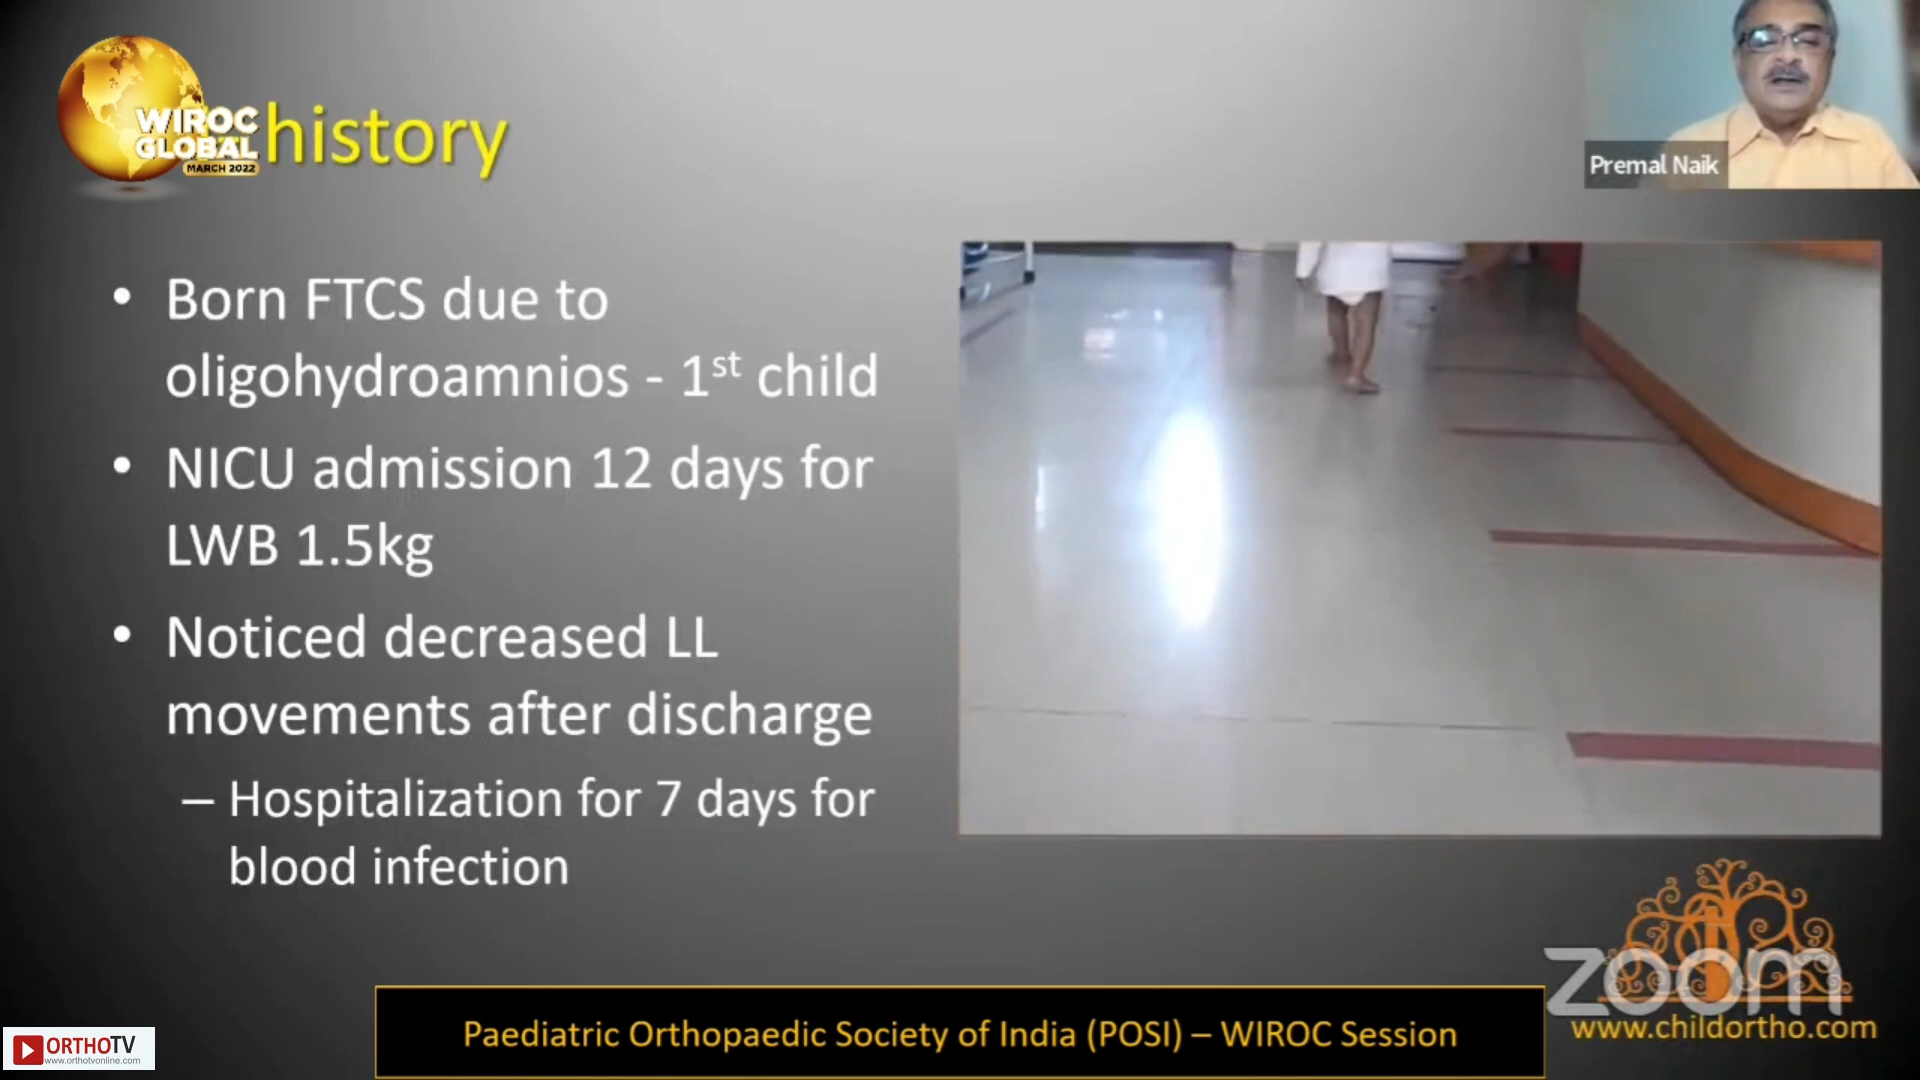 WIROC
GLOBAL
MARCH 2022
history
Premal Naik
• Born FTCS due to
oligohydroamnios - 1st child
• NICU admission 12 days for
LWB 1.5kg
• Noticed decreased LL
movements after discharge
– Hospitalization for 7 days for
blood infection
zoom
www.childortho.com
Paediatric Orthopaedic Society of India (POSI) – WIROC Session
ORTHOTV
www.orthotvonline.com